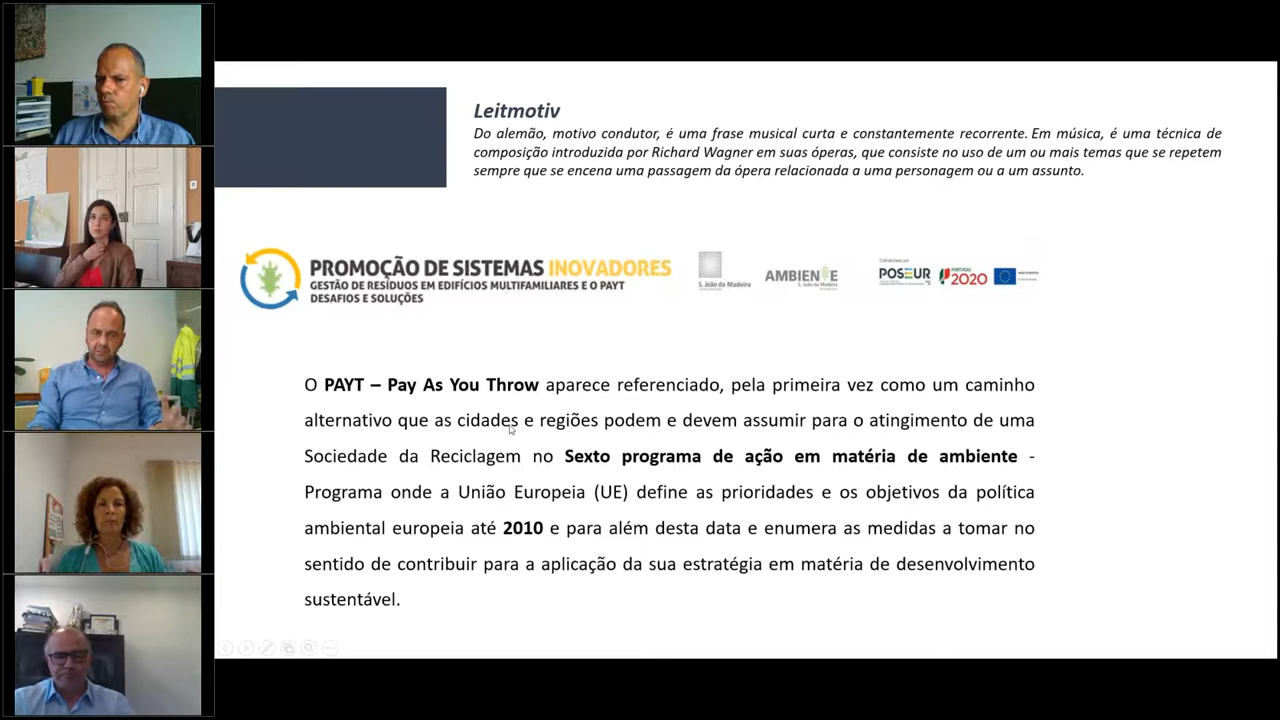 Leitmotiv
Do alemão, motivo condutor, é uma frase musical curta e constantemente recorrente. Em música, é uma técnica de
composição introduzida por Richard Wagner em suas óperas, que consiste no uso de um ou mais temas que se repetem
sempre que se encena uma passagem da ópera relacionada a uma personagem ou a um assunto.
PROMOÇÃO DE SISTEMAS INOVADORES
GESTÃO DE RESÍDUOS EM EDIFÍCIOS MULTIFAMILIARES E O PAYT
DESAFIOS E SOLUÇÕES
S. João da Madeira
AMBIENTE
S. João da Madeira
POSEUR
PORTUGAL
2020
O PAYT – Pay As You Throw aparece referenciado, pela primeira vez como um caminho
alternativo que as cidades e regiões podem e devem assumir para o atingimento de uma
Sociedade da Reciclagem no Sexto programa de ação em matéria de ambiente -
Programa onde a União Europeia (UE) define as prioridades e os objetivos da política
ambiental europeia até 2010 e para além desta data e enumera as medidas a tomar no
sentido de contribuir para a aplicação da sua estratégia em matéria de desenvolvimento
sustentável.